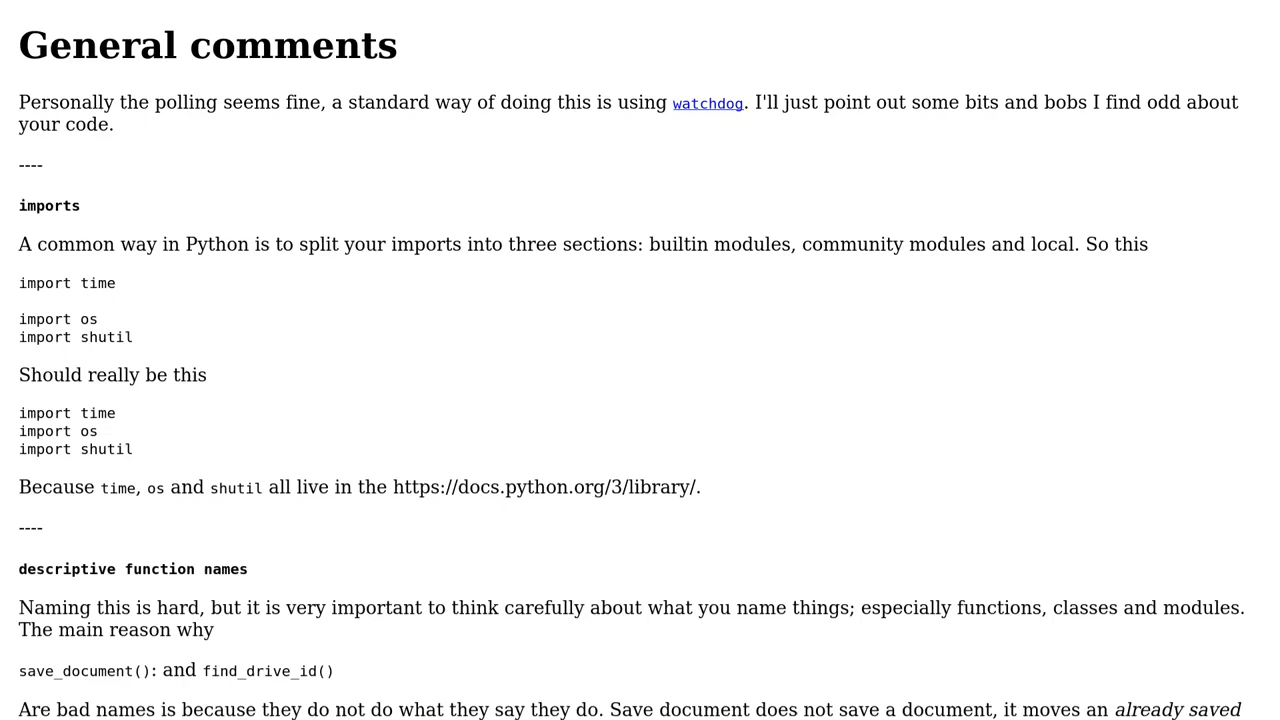 General comments
Personally the polling seems fine, a standard way of doing this is using watchdog. I'll just point out some bits and bobs I find odd about
your code.
----
imports
A common way in Python is to split your imports into three sections: builtin modules, community modules and local. So this
import time
import os
import shutil
Should really be this
import time
import os
import shutil
Because time, os and shutil all live in the https://docs.python.org/3/library/.
----
descriptive function names
Naming this is hard, but it is very important to think carefully about what you name things; especially functions, classes and modules.
The main reason why
save_document(): and find_drive_id()
Are bad names is because they do not do what they say they do. Save document does not save a document, it moves an already saved